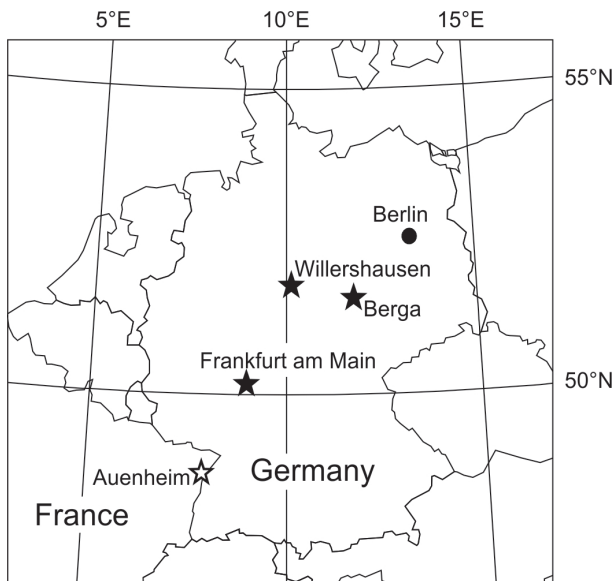 5°E 10°E 15°E
55°N
Berlin
Willershausen
Berga
Frankfurt am Main
50°N
Auenheim
Germany
France